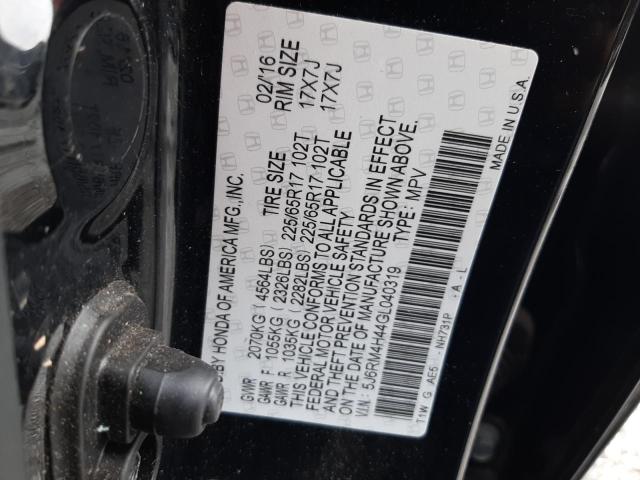 D.BY HONDA OF AMERICA MFG.,INC. 02/'16
TIRE SIZE RIM SIZE
GVWR 2070KG (4564LBS)
GAWR F 1055KG (2326LBS) 225/65R17 102T 17X7J
GAWR R 1035KG (2282LBS) 225/65R17 102T 17X7J
THIS VEHICLE CONFORMS TO ALL APPLICABLE
FEDERAL MOTOR VEHICLE SAFETY
AND THEFT PREVENTION STANDARDS IN EFFECT
ON THE DATE OF MANUFACTURE SHOWN ABOVE.
V.I.N.: 5J6RM4H44GL040319 TYPE: MPV
T1W N G AE5 NH731P A - L
MADE IN U.S.A.